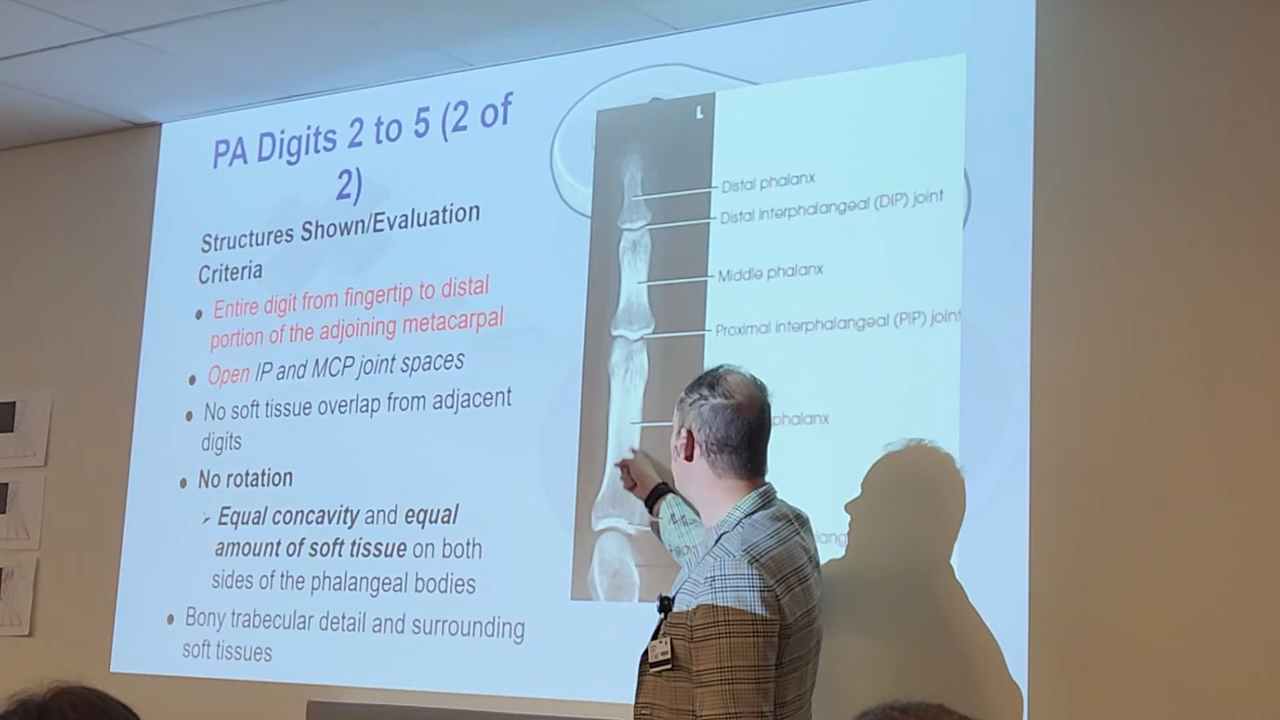 PA Digits 2 to 5 (2 of
2)
Structures Shown/Evaluation
Criteria
• Entire digit from fingertip to distal
portion of the adjoining metacarpal
• Open IP and MCP joint spaces
• No soft tissue overlap from adjacent
digits
• No rotation
➢ Equal concavity and equal
amount of soft tissue on both
sides of the phalangeal bodies
• Bony trabecular detail and surrounding
soft tissues
L
Distal phalanx
Distal interphalangeal (DIP) joint
Middle phalanx
Proximal interphalangeal (PIP) joint
phalanx